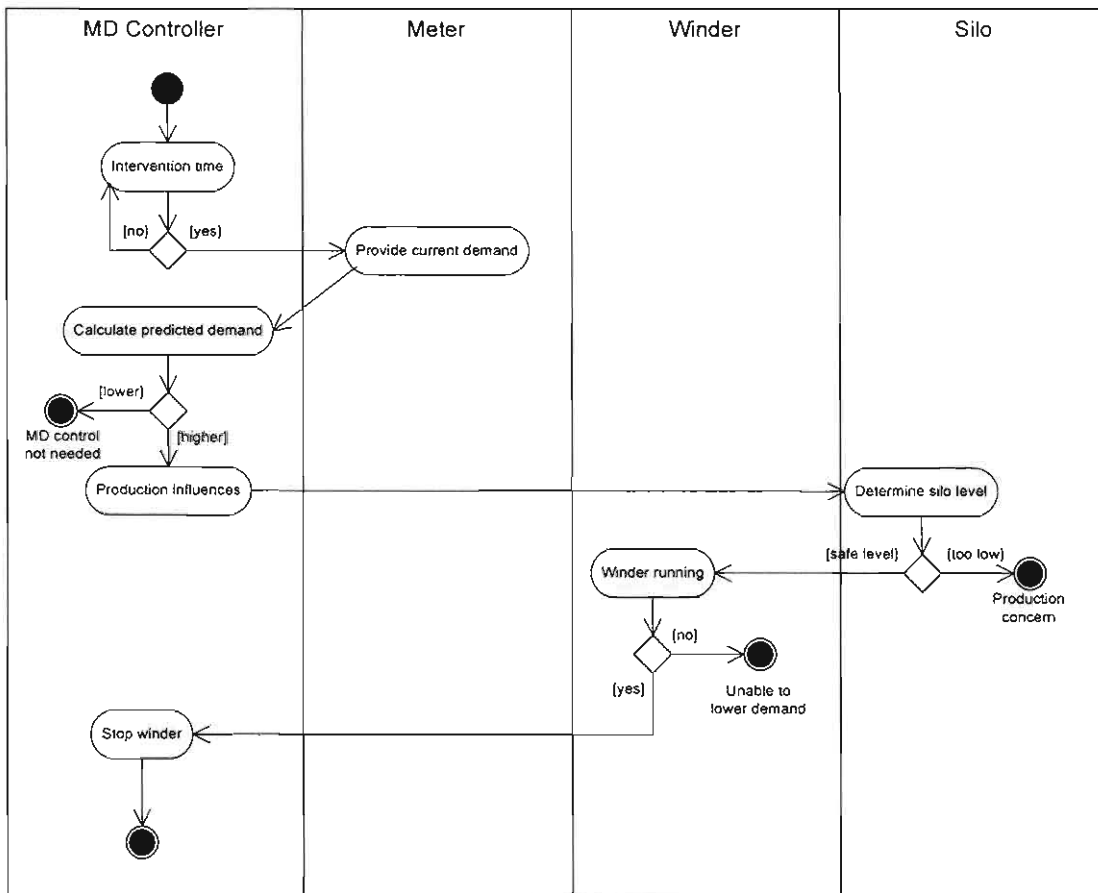 MD Controller
Meter
Winder
Silo
Intervention time
[no]
[yes]
Provide current demand
Calculate predicted demand
[lower]
MD control
not needed
[higher]
Production Influences
Determine silo level
[safe level]
[too low]
Winder running
Production
concern
[no]
[yes]
Unable to
lower demand
Stop winder